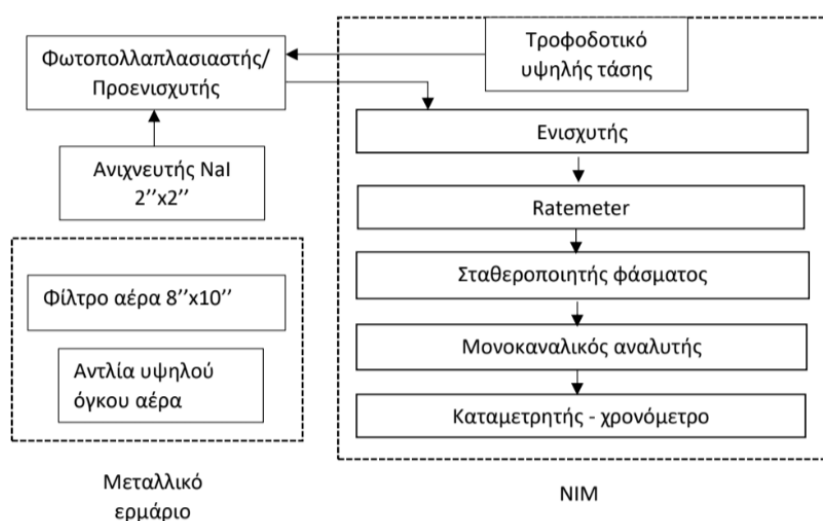 Φωτοπολλαπλασιαστής/
Προενισχυτής
Τροφοδοτικό
υψηλής τάσης
Ανιχνευτής NaI
2’’x2’’
Ενισχυτής
Ratemeter
Σταθεροποιητής φάσματος
Μονοκαναλικός αναλυτής
Καταμετρητής - χρονόμετρο
Φίλτρο αέρα 8’’x10’’
Αντλία υψηλού
όγκου αέρα
Μεταλλικό
ερμάριο
NIM